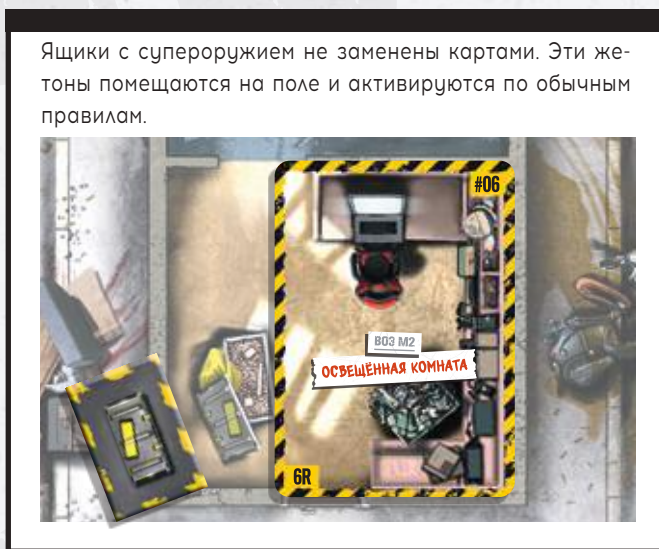 Ящики с супероружием не заменены картами. Эти же-
тоны помещаются на поле и активируются по обычным
правилам.
#06
ВОЗ М2
ОСВЕЩЁННАЯ КОМНАТА
6R